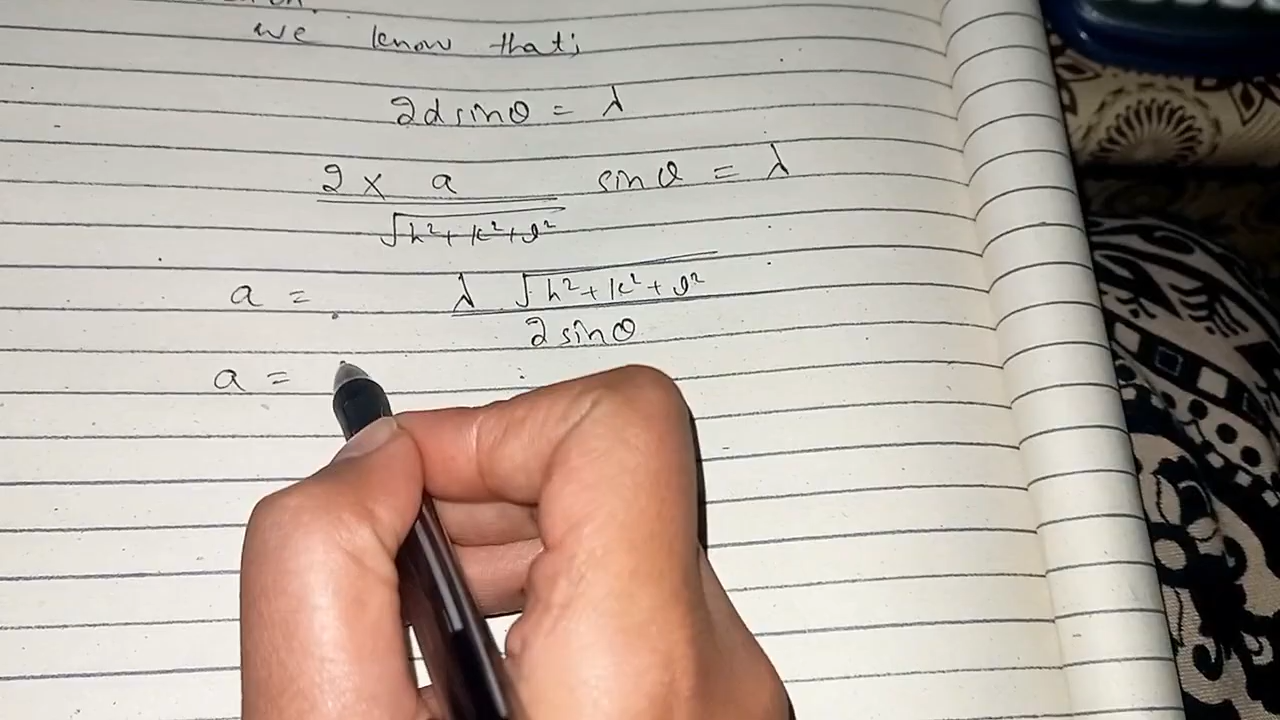 we know that;
2d sinθ = λ
2 × a / √h²+k²+l² sinθ = λ
a = λ √h²+k²+l² / 2 sinθ
a =